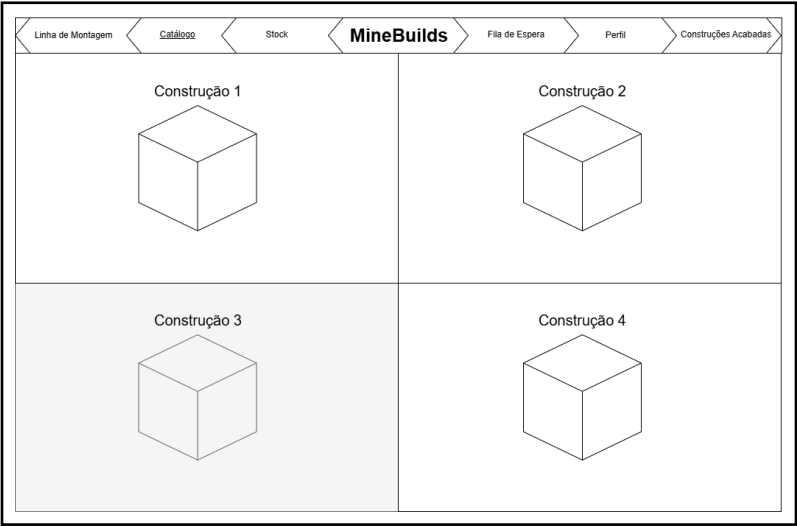 Linha de Montagem
Catálogo
Stock
MineBuilds
Fila de Espera
Perfil
Construções Acabadas
Construção 1
Construção 2
Construção 3
Construção 4